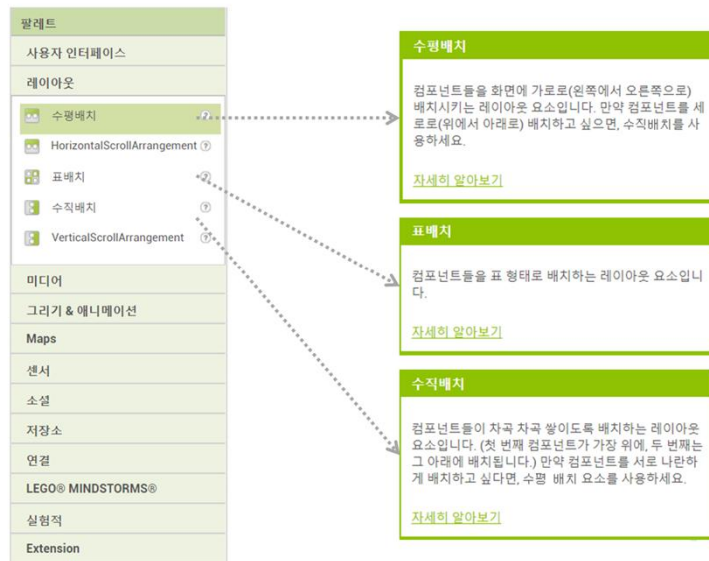 팔레트
사용자 인터페이스
레이아웃
수평배치
HorizontalScrollArrangement
표배치
수직배치
VerticalScrollArrangement
미디어
그리기 & 애니메이션
Maps
센서
소셜
저장소
연결
LEGO® MINDSTORMS®
실험적
Extension
수평배치
컴포넌트들을 화면에 가로로(왼쪽에서 오른쪽으로)
배치시키는 레이아웃 요소입니다. 만약 컴포넌트를 세
로로(위에서 아래로) 배치하고 싶으면, 수직배치를 사
용하세요.
자세히 알아보기
표배치
컴포넌트들을 표 형태로 배치하는 레이아웃 요소입니
다.
자세히 알아보기
수직배치
컴포넌트들이 차곡 차곡 쌓이도록 배치하는 레이아웃
요소입니다. (첫 번째 컴포넌트가 가장 위에, 두 번째는
그 아래에 배치됩니다.) 만약 컴포넌트를 서로 나란하
게 배치하고 싶다면, 수평 배치 요소를 사용하세요.
자세히 알아보기